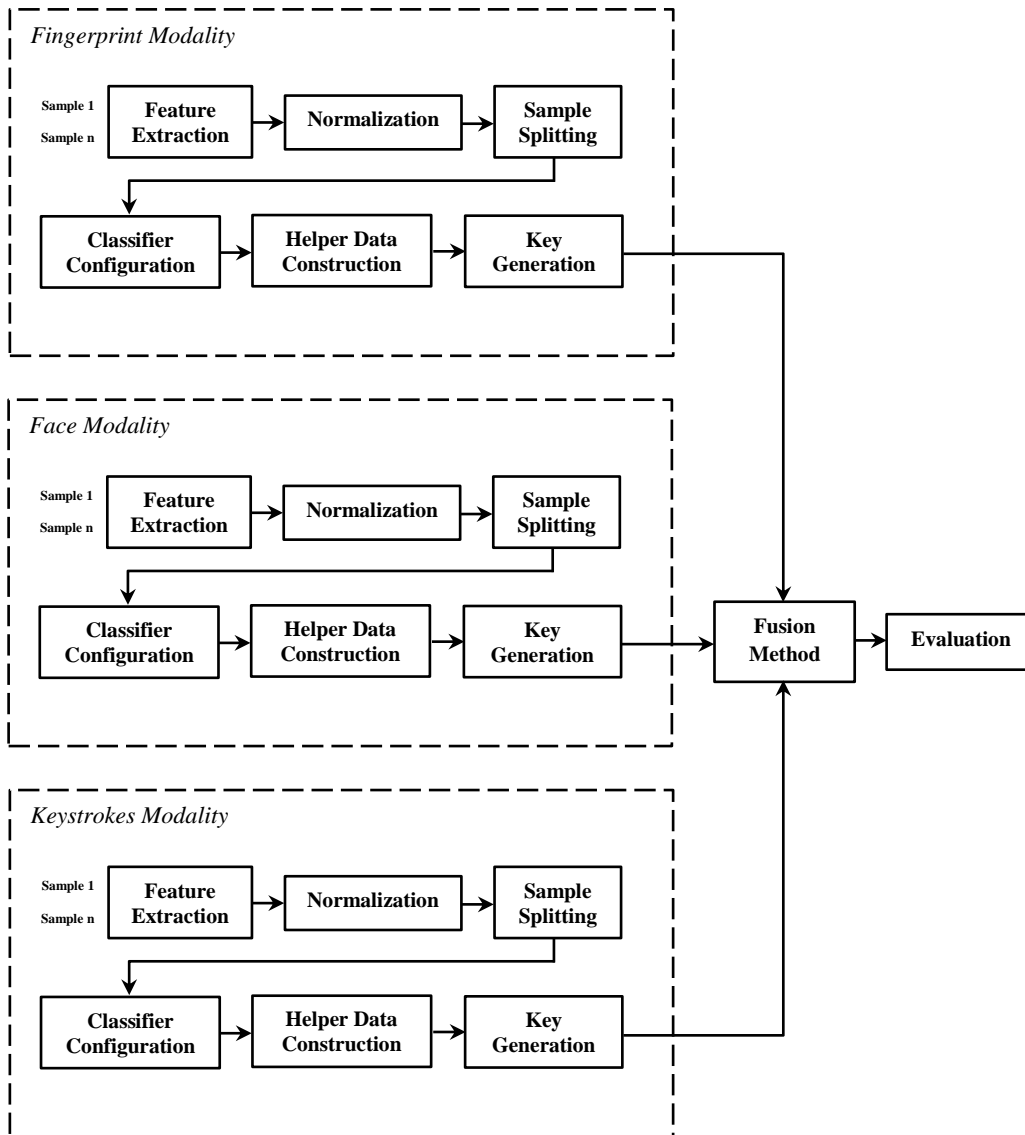 Fingerprint Modality
Sample 1
Sample n
Feature
Extraction
Normalization
Sample
Splitting
Classifier
Configuration
Helper Data
Construction
Key
Generation
Face Modality
Sample 1
Sample n
Feature
Extraction
Normalization
Sample
Splitting
Classifier
Configuration
Helper Data
Construction
Key
Generation
Fusion
Method
Evaluation
Keystrokes Modality
Sample 1
Sample n
Feature
Extraction
Normalization
Sample
Splitting
Classifier
Configuration
Helper Data
Construction
Key
Generation